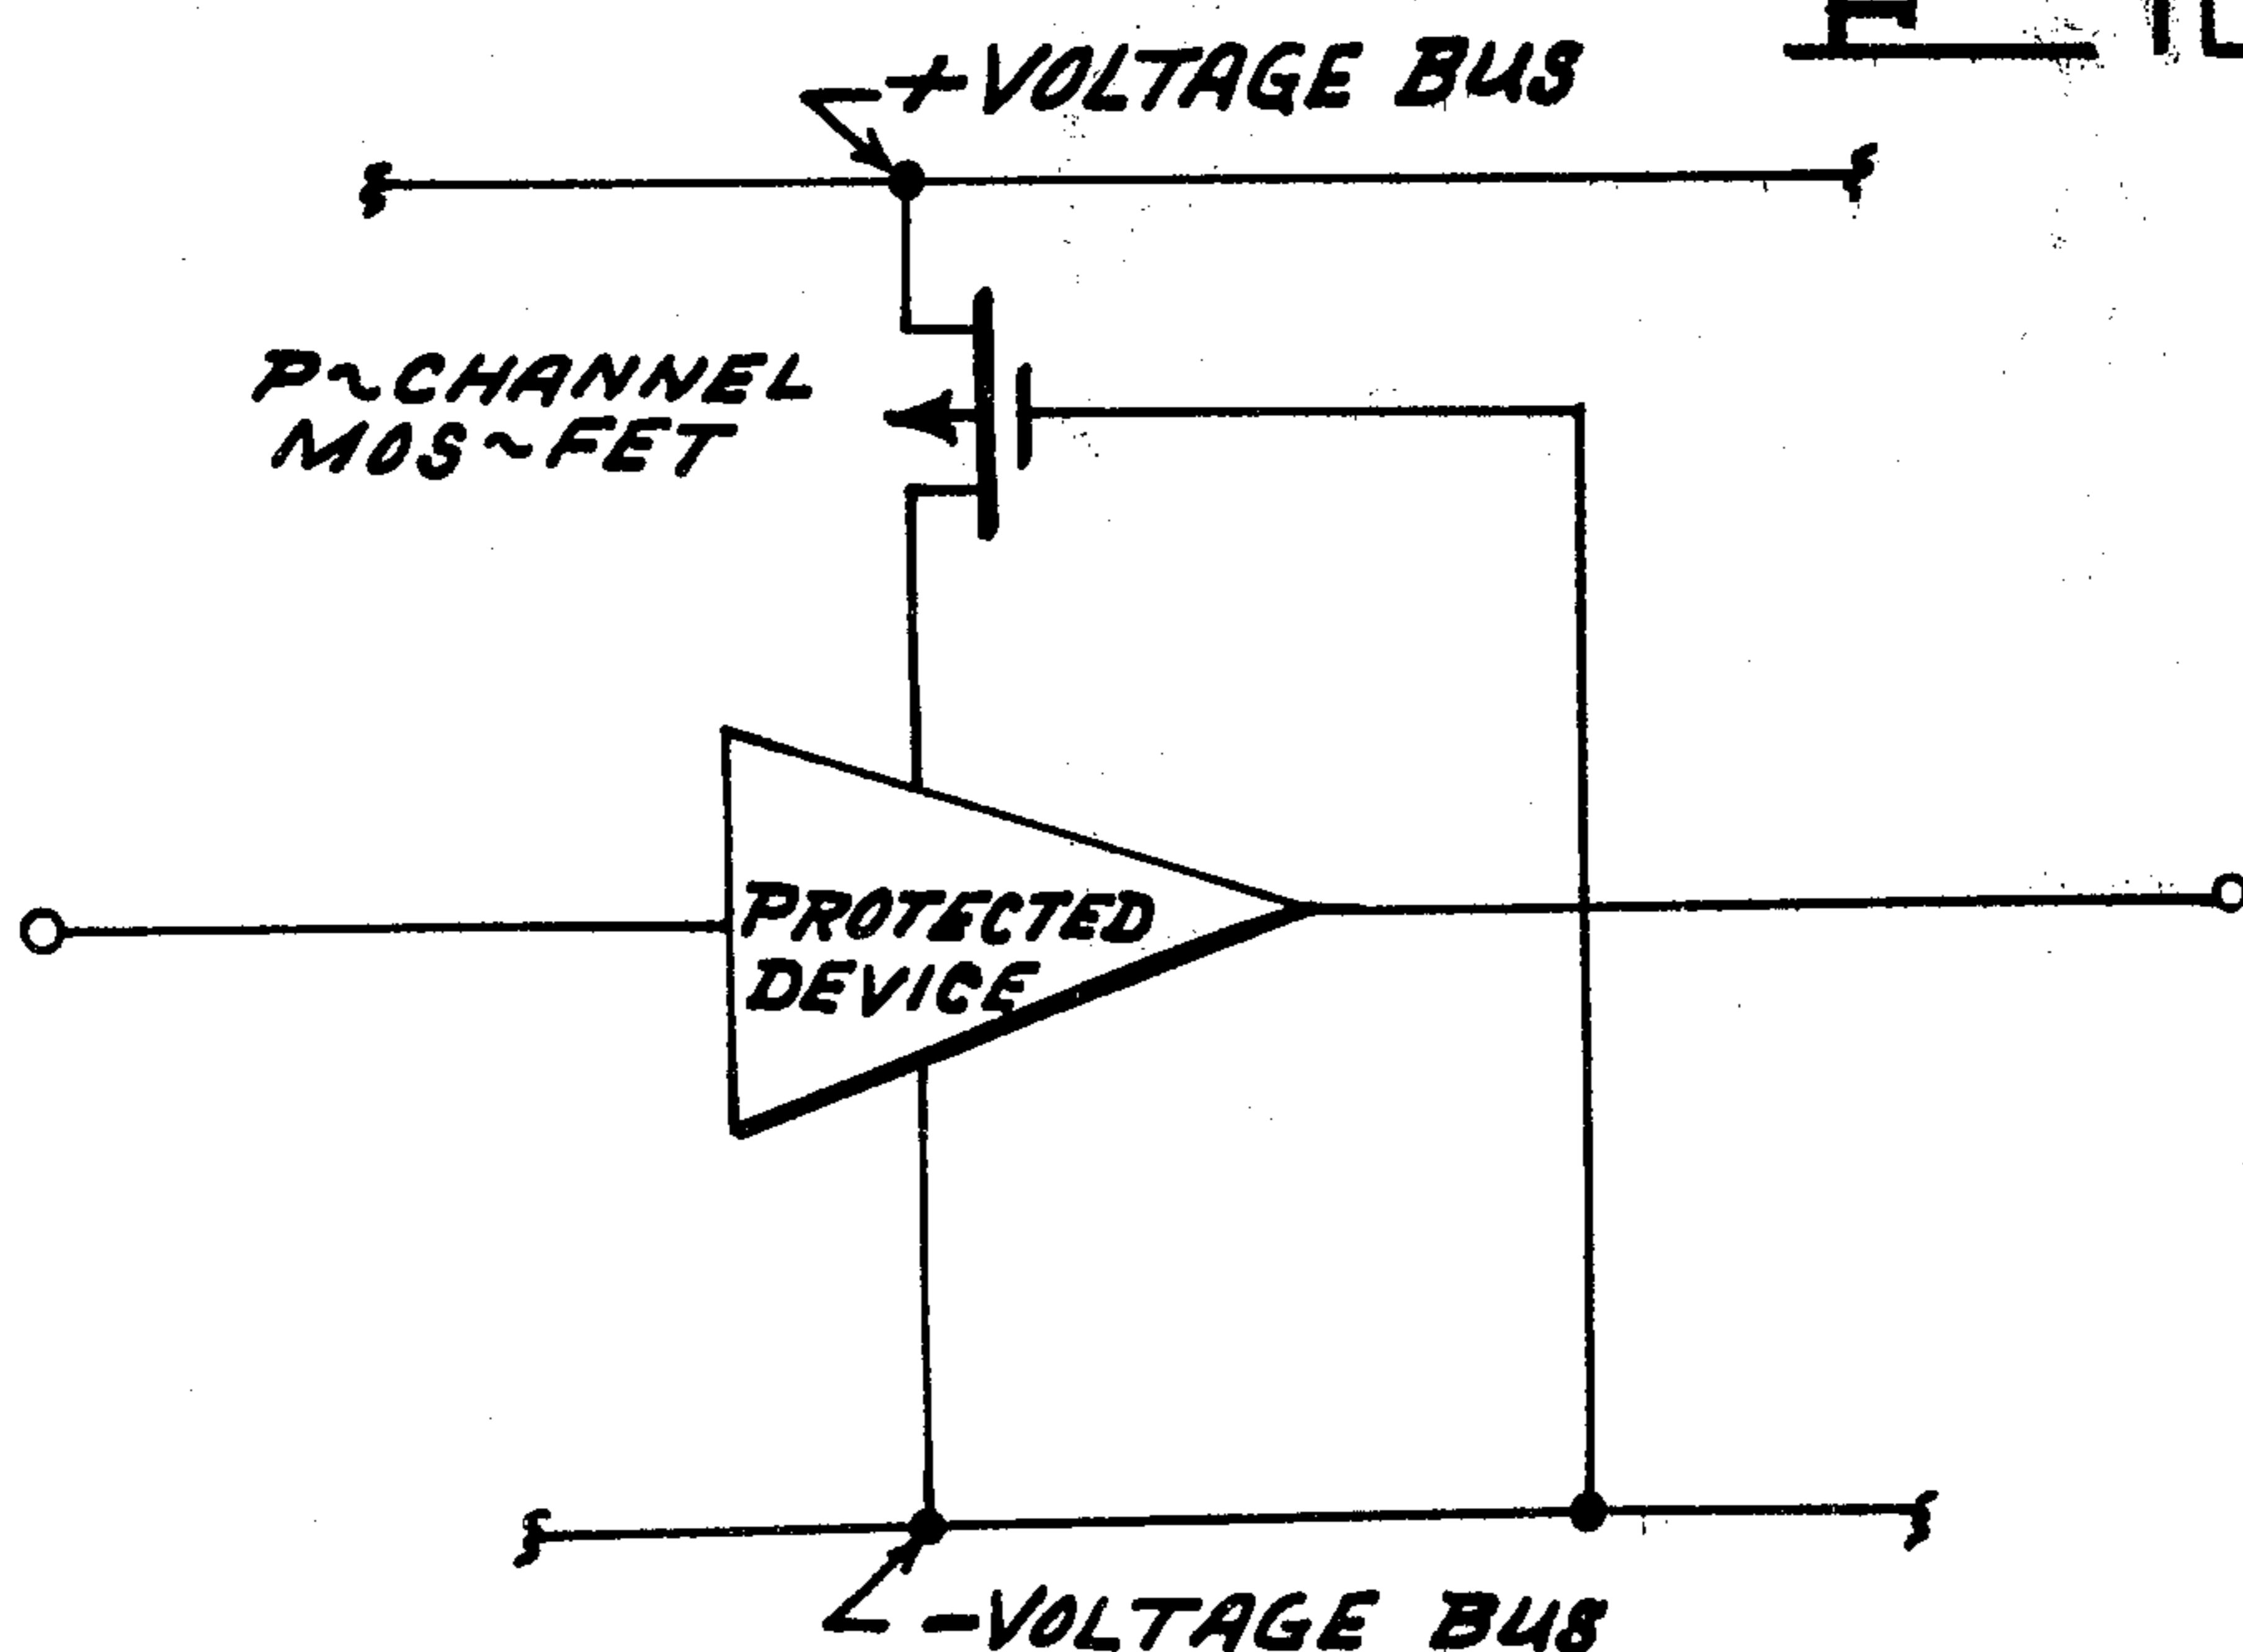 +VOLTAGE BUS
P~CHANNEL
MOS~FET
PROTECTED
DEVICE
-VOLTAGE BUS